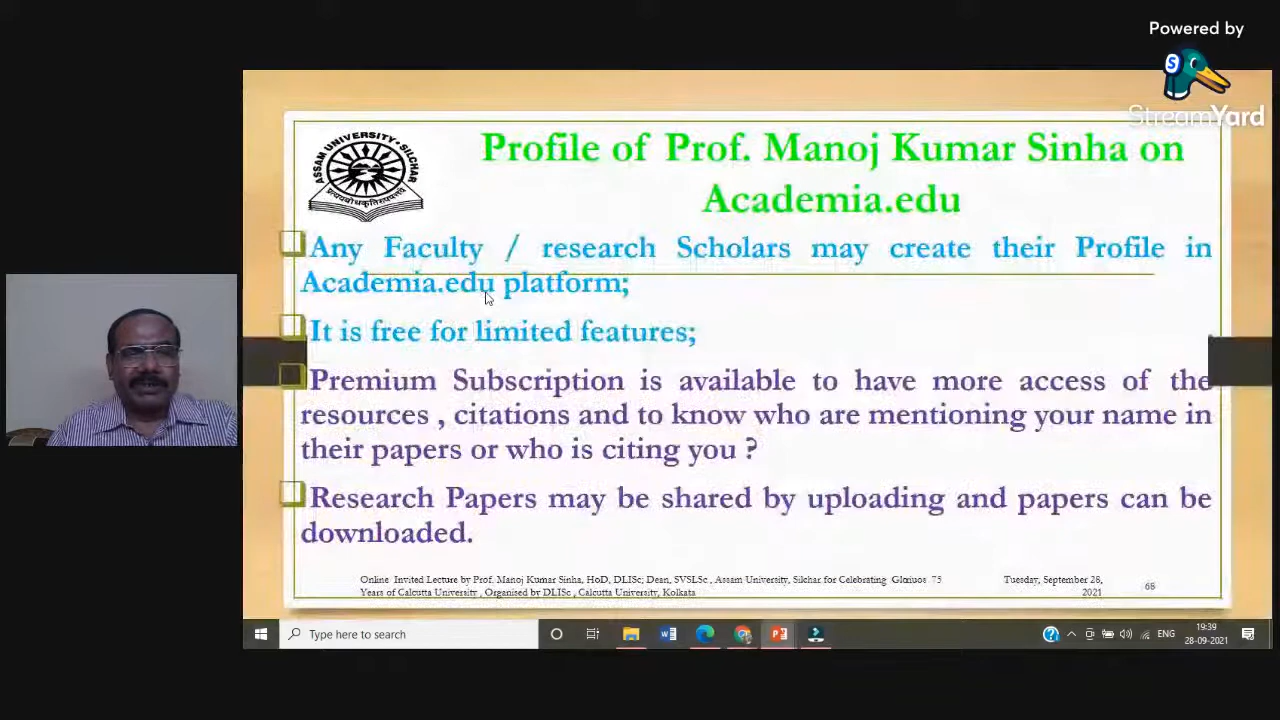 Powered by
StreamYard
ASSAM UNIVERSITY-SILCHAR
Profile of Prof. Manoj Kumar Sinha on
Academia.edu
Any Faculty / research Scholars may create their Profile in
Academia.edu platform;
It is free for limited features;
Premium Subscription is available to have more access of the
resources , citations and to know who are mentioning your name in
their papers or who is citing you ?
Research Papers may be shared by uploading and papers can be
downloaded.
Online Invited Lecture by Prof. Manoj Kumar Sinha, HoD, DLISc; Dean, SVSLSc , Assam University, Silchar for Celebrating Glorious 75
Years of Calcutta University , Organised by DLISc , Calcutta University, Kolkata
Tuesday, September 28,
2021
68
Type here to search
ENG
19:39
28-09-2021